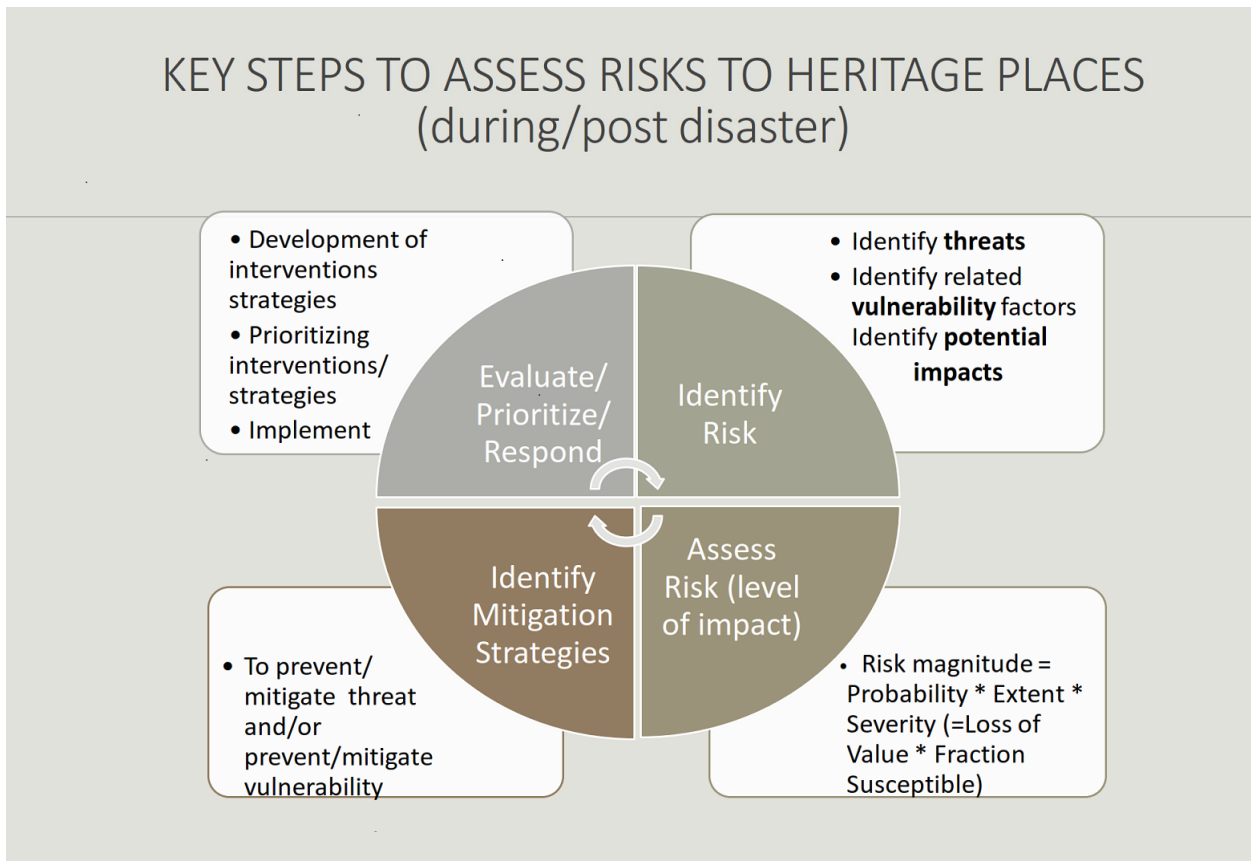 KEY STEPS TO ASSESS RISKS TO HERITAGE PLACES
(during/post disaster)
• Development of
interventions
strategies
• Prioritizing
interventions/
strategies
• Implement
• Identify threats
• Identify related
vulnerability factors
Identify potential
impacts
Evaluate/
Prioritize/
Respond
Identify
Risk
Identify
Mitigation
Strategies
Assess
Risk (level
of impact)
• To prevent/
mitigate threat
and/or
prevent/mitigate
vulnerability
• Risk magnitude =
Probability * Extent *
Severity (=Loss of
Value * Fraction
Susceptible)